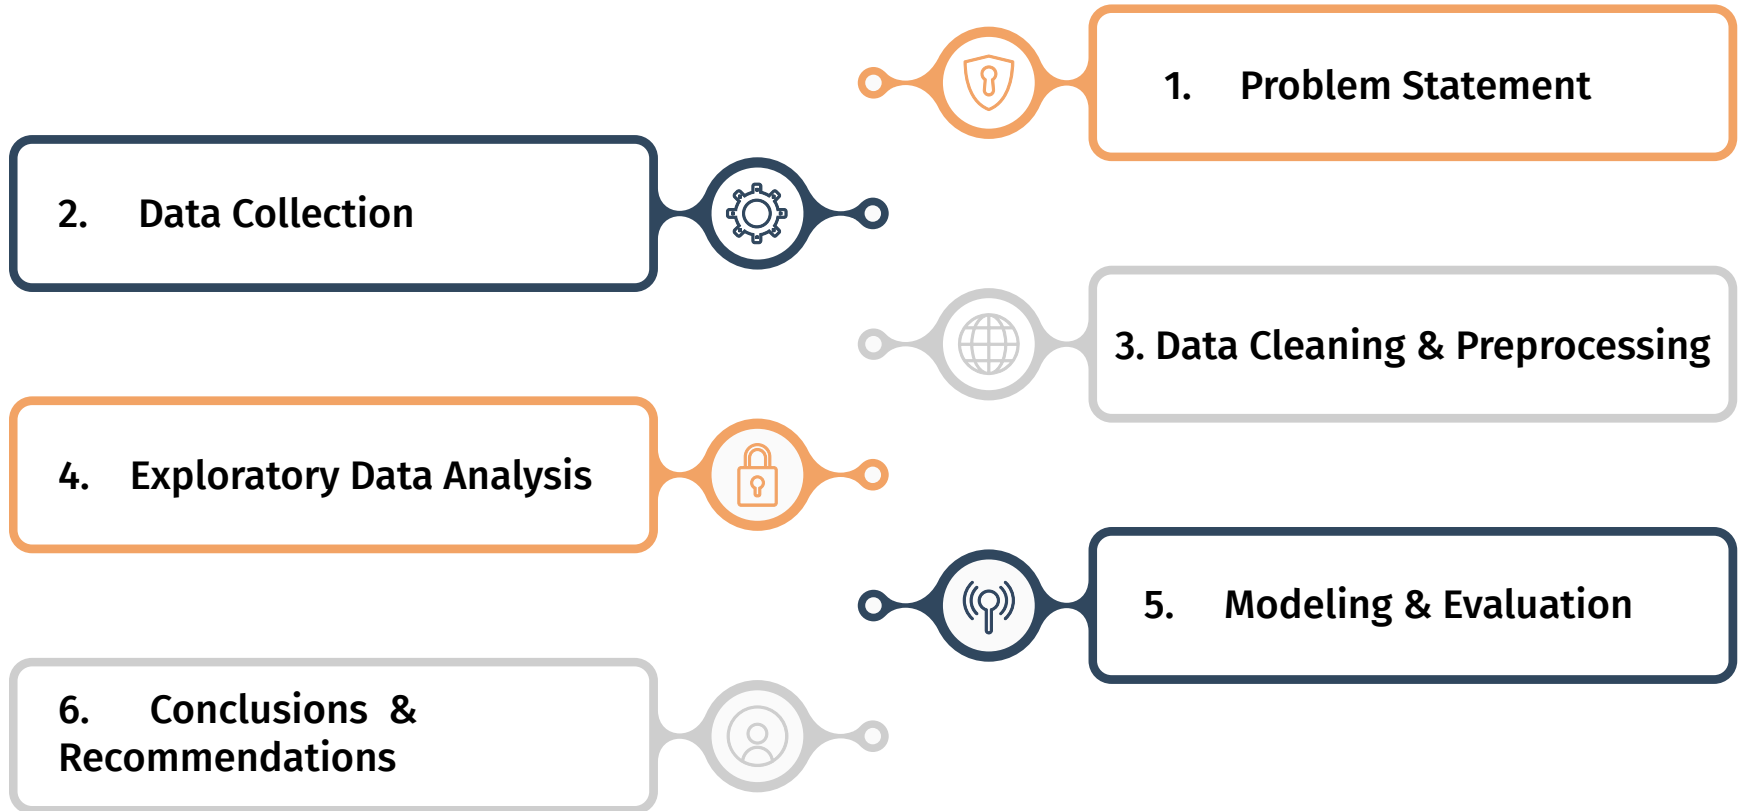 1. Problem Statement
2. Data Collection
3. Data Cleaning & Preprocessing
4. Exploratory Data Analysis
5. Modeling & Evaluation
6. Conclusions &
Recommendations